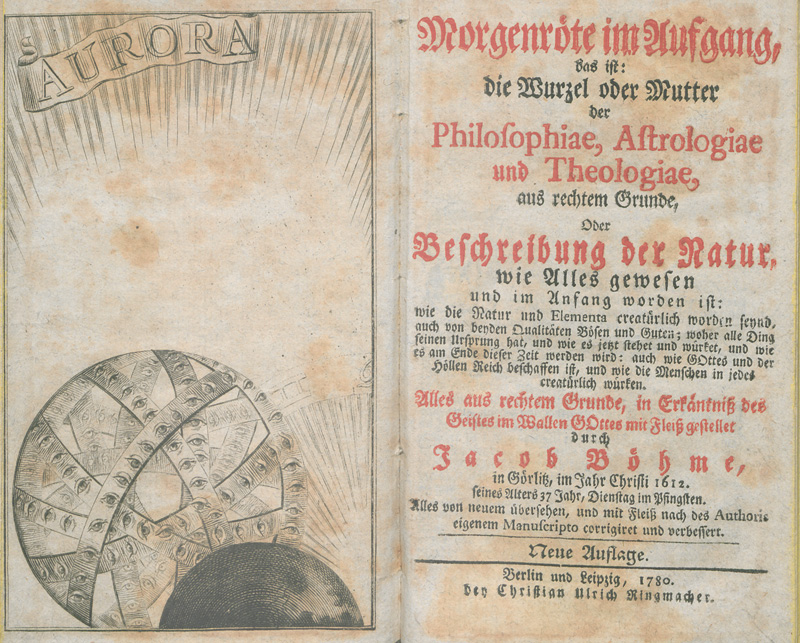 AURORA
Morgenröte im Aufgang,
das ist:
die Wurzel oder Mutter
der
Philosophiae, Astrologiae
und Theologiae,
aus rechtem Grunde,
Oder
Beschreibung der Natur,
wie Alles gewesen
und im Anfang worden ist:
wie die Natur und Elementa creatürlich worden seynd,
auch von beyden Qualitäten Bösen und Guten; woher alle Ding
seinen Ursprung hat, und wie es jetzt stehet und würket, und wie
es am Ende dieser Zeit werden wird: auch wie GOttes und der
Höllen Reich beschaffen ist, und wie die Menschen in jedes
creatürlich würken.
Alles aus rechtem Grunde, in Erkäntniß des
Geistes im Wallen GOttes mit Fleiß gestellet
durch
Jacob Böhme,
in Görlitz, im Jahr Christi 1612.
seines Alters 37 Jahr, Dienstag im Pfingsten.
Alles von neuem übersehen, und mit Fleiß nach des Authoris
eigenem Manuscripto corrigiret und verbessert.
Neue Auflage.
Berlin und Leipzig, 1780.
bey Christian Ulrich Ringmacher.